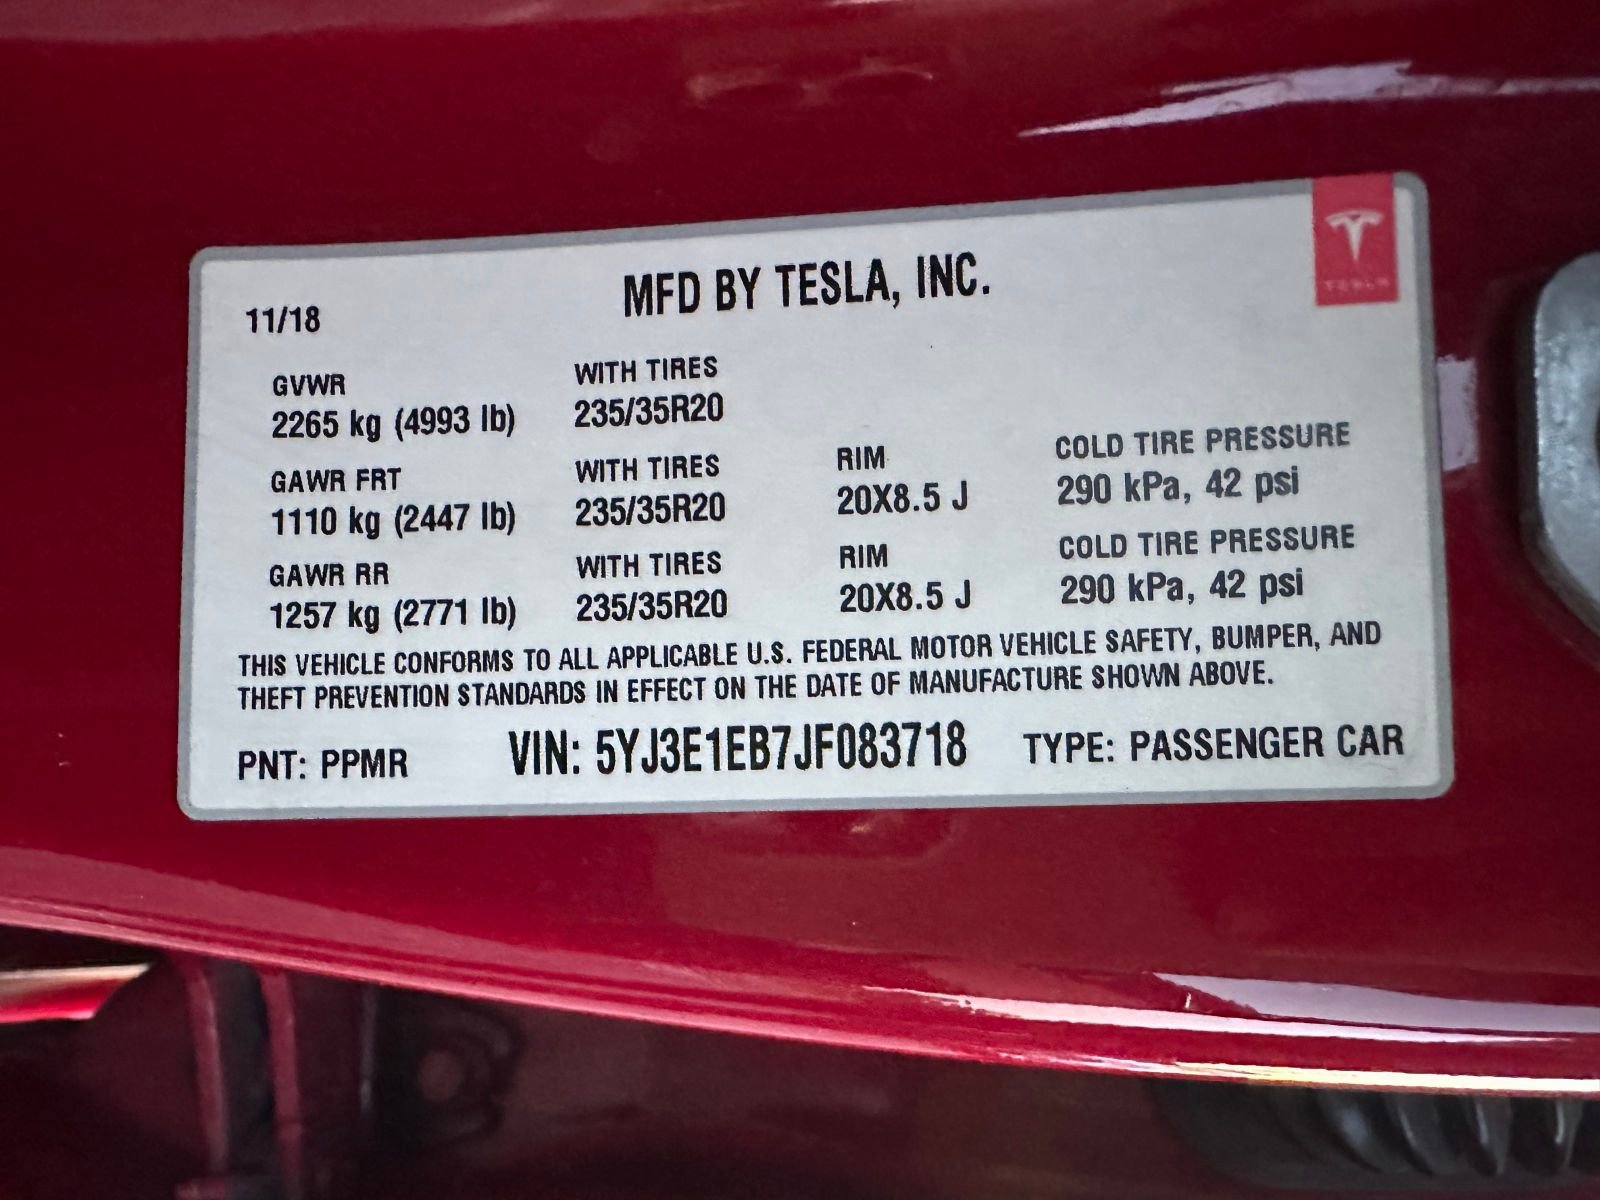 TESLA
MFD BY TESLA, INC.
11/18
GVWR WITH TIRES
2265 kg (4993 lb) 235/35R20
GAWR FRT WITH TIRES RIM COLD TIRE PRESSURE
1110 kg (2447 lb) 235/35R20 20X8.5 J 290 kPa, 42 psi
GAWR RR WITH TIRES RIM COLD TIRE PRESSURE
1257 kg (2771 lb) 235/35R20 20X8.5 J 290 kPa, 42 psi
THIS VEHICLE CONFORMS TO ALL APPLICABLE U.S. FEDERAL MOTOR VEHICLE SAFETY, BUMPER, AND
THEFT PREVENTION STANDARDS IN EFFECT ON THE DATE OF MANUFACTURE SHOWN ABOVE.
PNT: PPMR VIN: 5YJ3E1EB7JF083718 TYPE: PASSENGER CAR